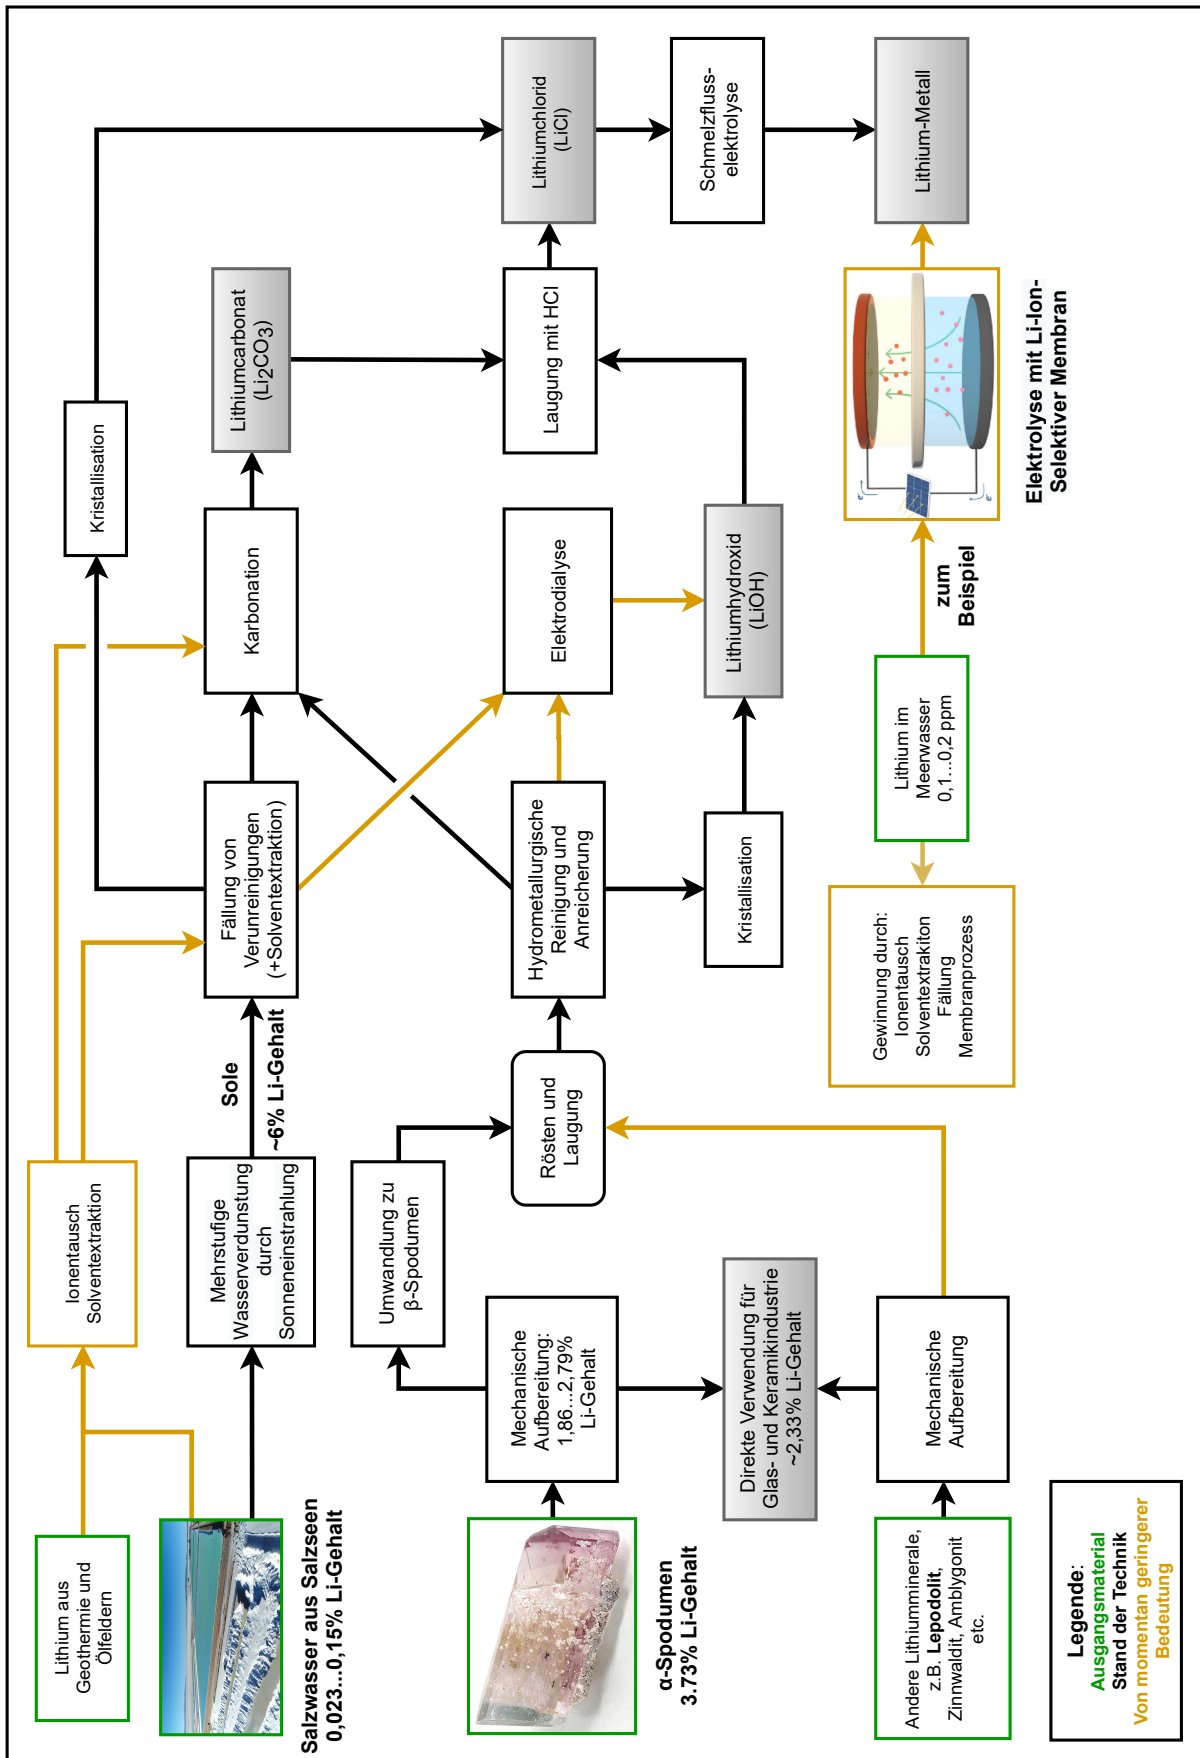 Lithium aus
Geothermie und
Ölfeldern
Ionentausch
Solventextraktion
Kristallisation
Salzwasser aus Salzseen
0,023...0,15% Li-Gehalt
Mehrstufige
Wasserverdunstung
durch
Sonneneinstrahlung
Sole
~6% Li-Gehalt
Fällung von
Verunreinigungen
(+Solventextraktion)
Karbonation
Lithiumcarbonat
(Li2CO3)
Lithiumchlorid
(LiCl)
α-Spodumen
3.73% Li-Gehalt
Mechanische
Aufbereitung:
1,86...2,79%
Li-Gehalt
Umwandlung zu
β-Spodumen
Rösten und
Laugung
Hydrometallurgische
Reinigung und
Anreicherung
Elektrodialyse
Laugung mit HCl
Schmelzfluss-
elektrolyse
Direkte Verwendung für
Glas- und Keramikindustrie
~2,33% Li-Gehalt
Kristallisation
Lithiumhydroxid
(LiOH)
Lithium-Metall
Andere Lithiumminerale,
z.B. Lepodolit,
Zinnwaldit, Amblygonit
etc.
Mechanische
Aufbereitung
Gewinnung durch:
Ionentausch
Solventextrakiton
Fällung
Membranprozess
Lithium im
Meerwasser
0,1...0,2 ppm
zum
Beispiel
e
e
Elektrolyse mit Li-Ion-
Selektiver Membran
Legende:
Ausgangsmaterial
Stand der Technik
Von momentan geringerer
Bedeutung